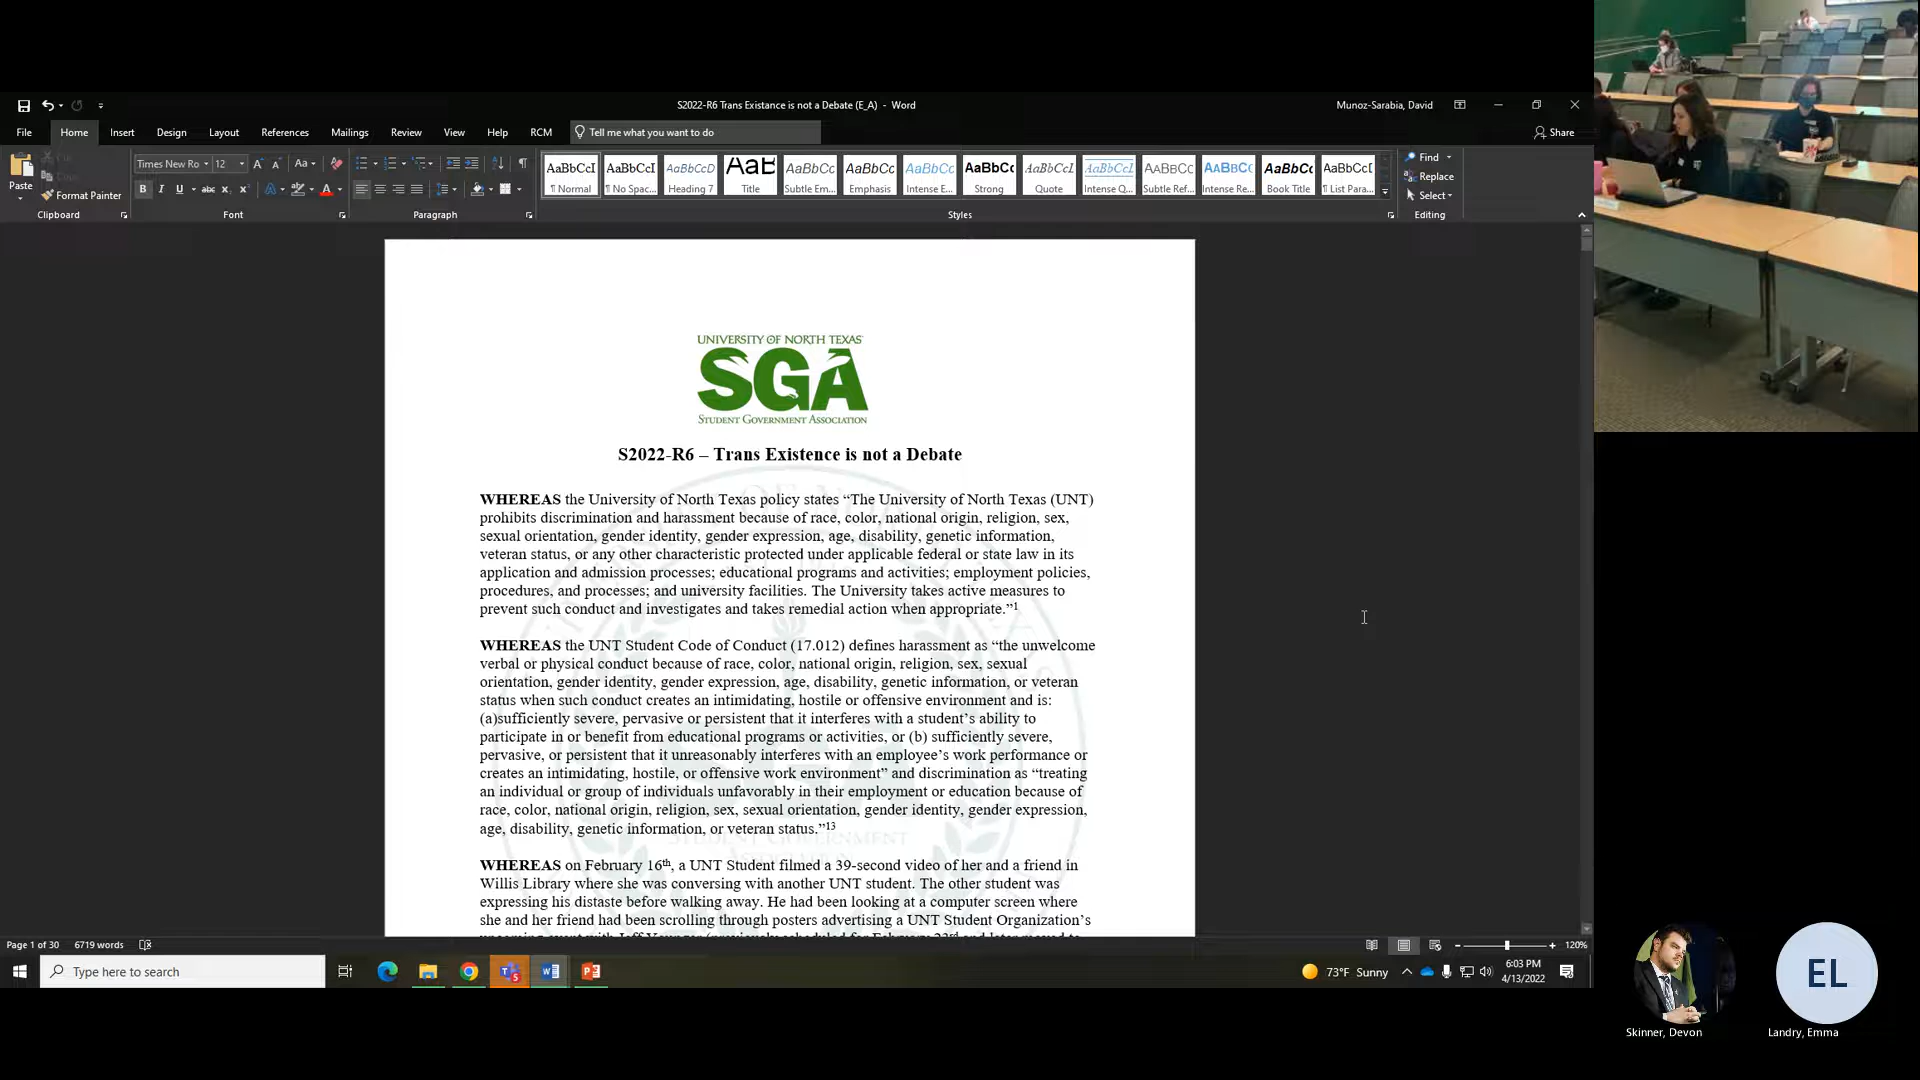 S2022-R6 Trans Existance is not a Debate (E_A) - Word
Munoz-Sarabia, David
File Home Insert Design Layout References Mailings Review View Help RCM Tell me what you want to do
Share
Paste
Format Painter
Times New Ro 12
AaBbCcI AaBbCcI AaBbCcD AaB AaBbCc AaBbCc AaBbCc AaBbCc AaBbCcL AaBbCcL AABBCC AABBCC AaBbCc AaBbCcI
¶ Normal ¶ No Spac... Heading 7 Title Subtle Em... Emphasis Intense E... Strong Quote Intense Q... Subtle Ref... Intense Re... Book Title ¶ List Para...
Find
Replace
Select
Clipboard Font Paragraph Styles Editing
UNIVERSITY OF NORTH TEXAS
SGA
STUDENT GOVERNMENT ASSOCIATION
S2022-R6 – Trans Existence is not a Debate
WHEREAS the University of North Texas policy states “The University of North Texas (UNT)
prohibits discrimination and harassment because of race, color, national origin, religion, sex,
sexual orientation, gender identity, gender expression, age, disability, genetic information,
veteran status, or any other characteristic protected under applicable federal or state law in its
application and admission processes; educational programs and activities; employment policies,
procedures, and processes; and university facilities. The University takes active measures to
prevent such conduct and investigates and takes remedial action when appropriate.”1
WHEREAS the UNT Student Code of Conduct (17.012) defines harassment as “the unwelcome
verbal or physical conduct because of race, color, national origin, religion, sex, sexual
orientation, gender identity, gender expression, age, disability, genetic information, or veteran
status when such conduct creates an intimidating, hostile or offensive environment and is:
(a)sufficiently severe, pervasive or persistent that it interferes with a student’s ability to
participate in or benefit from educational programs or activities, or (b) sufficiently severe,
pervasive, or persistent that it unreasonably interferes with an employee’s work performance or
creates an intimidating, hostile, or offensive work environment” and discrimination as “treating
an individual or group of individuals unfavorably in their employment or education because of
race, color, national origin, religion, sex, sexual orientation, gender identity, gender expression,
age, disability, genetic information, or veteran status.”13
WHEREAS on February 16th, a UNT Student filmed a 39-second video of her and a friend in
Willis Library where she was conversing with another UNT student. The other student was
expressing his distaste before walking away. He had been looking at a computer screen where
she and her friend had been scrolling through posters advertising a UNT Student Organization’s
Page 1 of 30 6719 words
120%
Type here to search
73°F Sunny
6:03 PM
4/13/2022
EL
Skinner, Devon
Landry, Emma